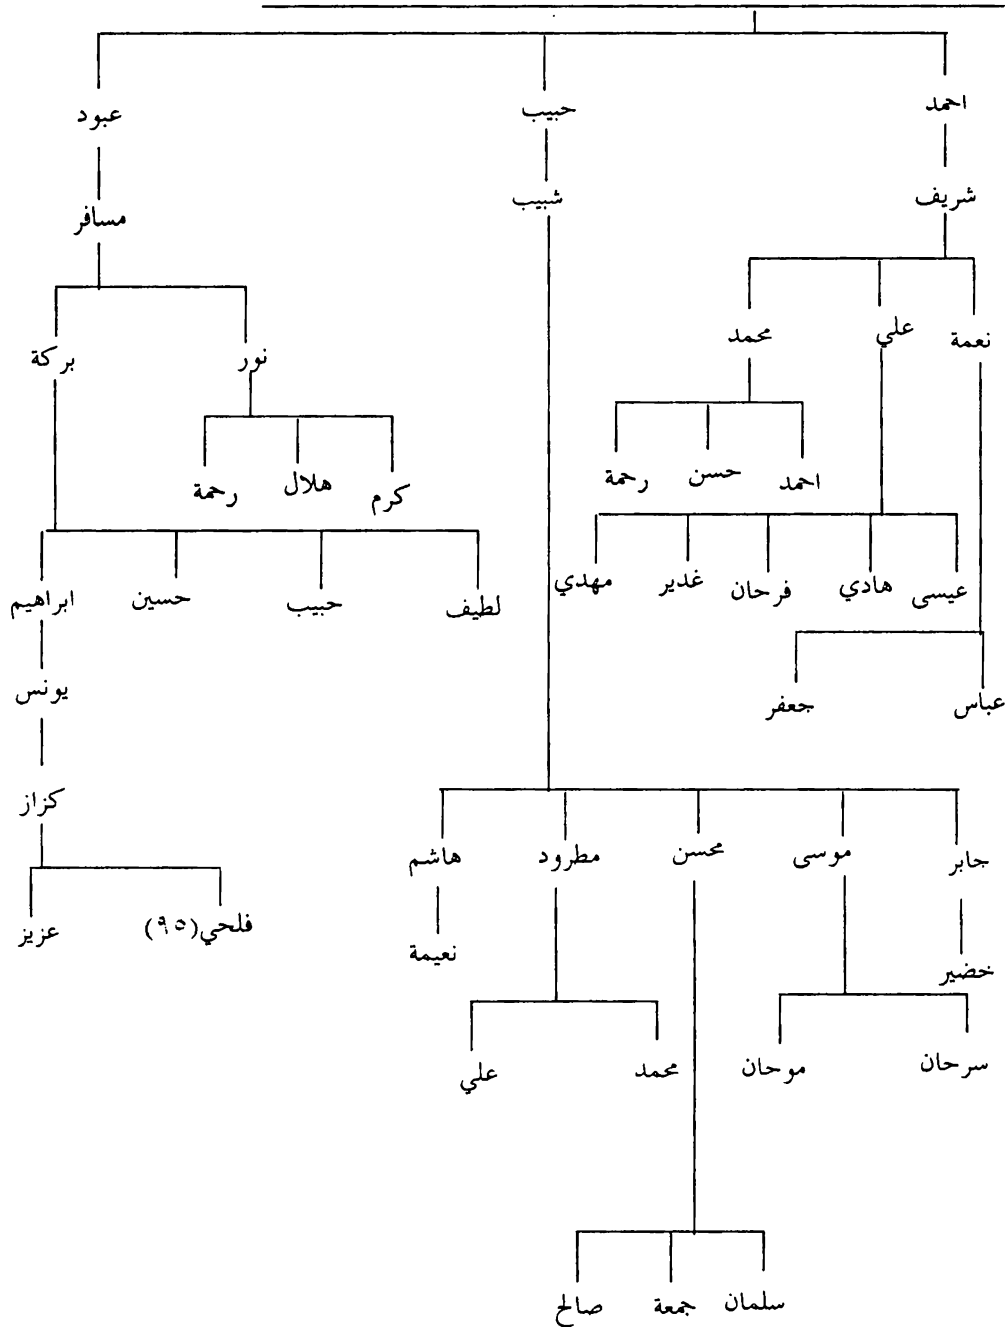 احمد حبيب عبود
شريف شبيب مسافر
نعمة علي محمد نور بركة
احمد حسن رحمة كرم هلال رحمة
عيسى هادي فرحان غدير مهدي لطيف حبيب حسين ابراهيم
عباس جعفر يونس
كزاز
جابر موسى محسن مطرود هاشم
فلحي (٩٥) عزيز
خضير نعيمة
سرحان موحان محمد علي
سلمان جمعة صالح